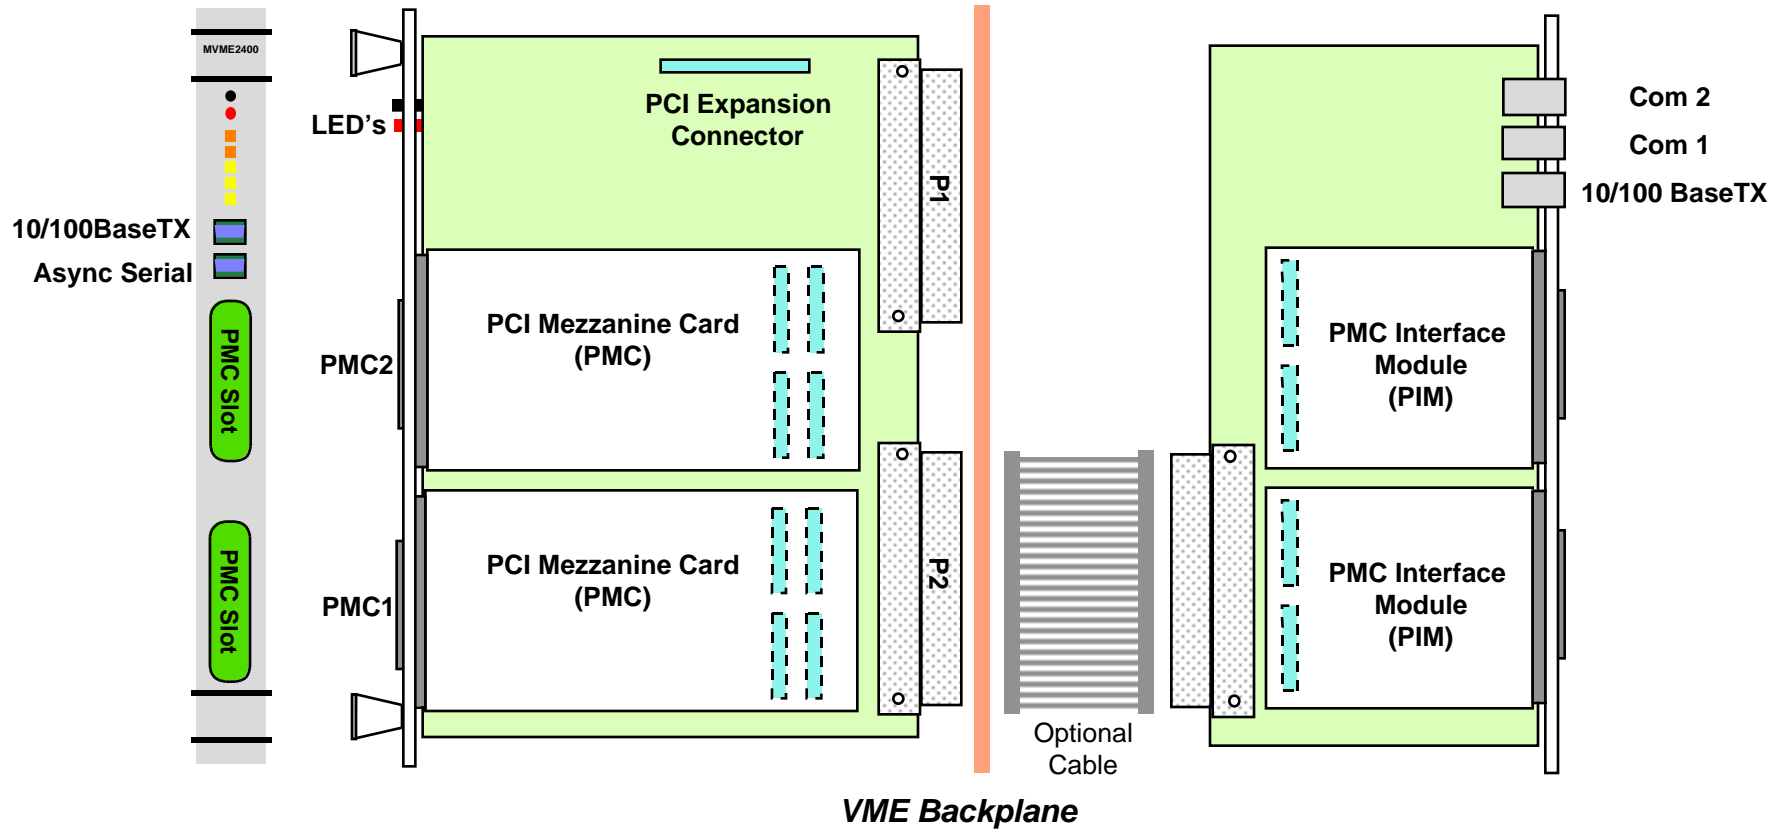 MVME2400
10/100BaseTX
Async Serial
PMC Slot
PMC Slot
LED's
PMC2
PMC1
PCI Expansion
Connector
PCI Mezzanine Card
(PMC)
PCI Mezzanine Card
(PMC)
P1
P2
Optional
Cable
VME Backplane
PMC Interface
Module
(PIM)
PMC Interface
Module
(PIM)
Com 2
Com 1
10/100 BaseTX